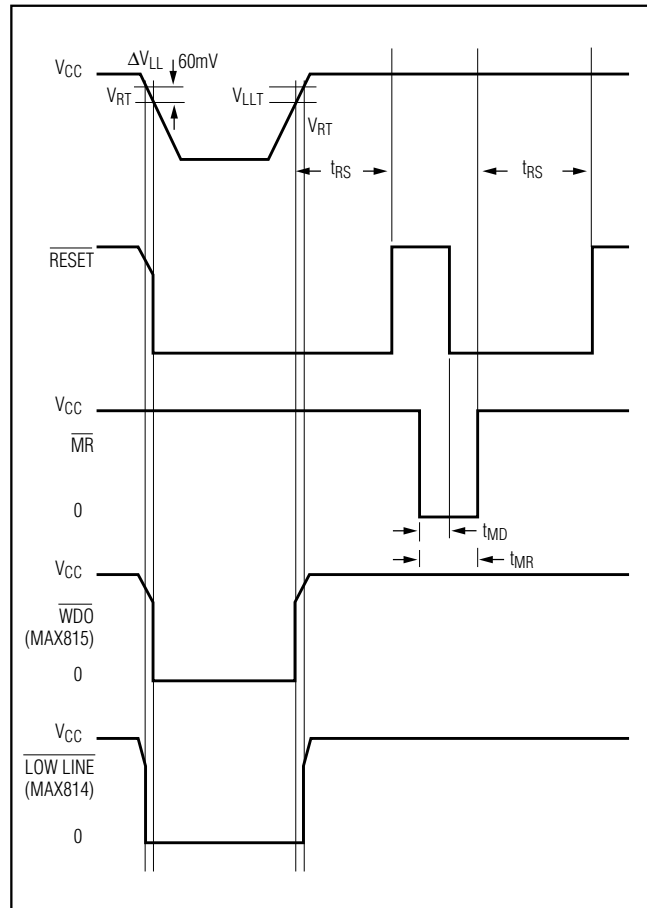 ΔVLL 60mV
VCC
VRT
VLLT
VRT
tRS
tRS
RESET
VCC
MR
0
tMD
tMR
VCC
WDO
(MAX815)
0
VCC
LOW LINE
(MAX814)
0